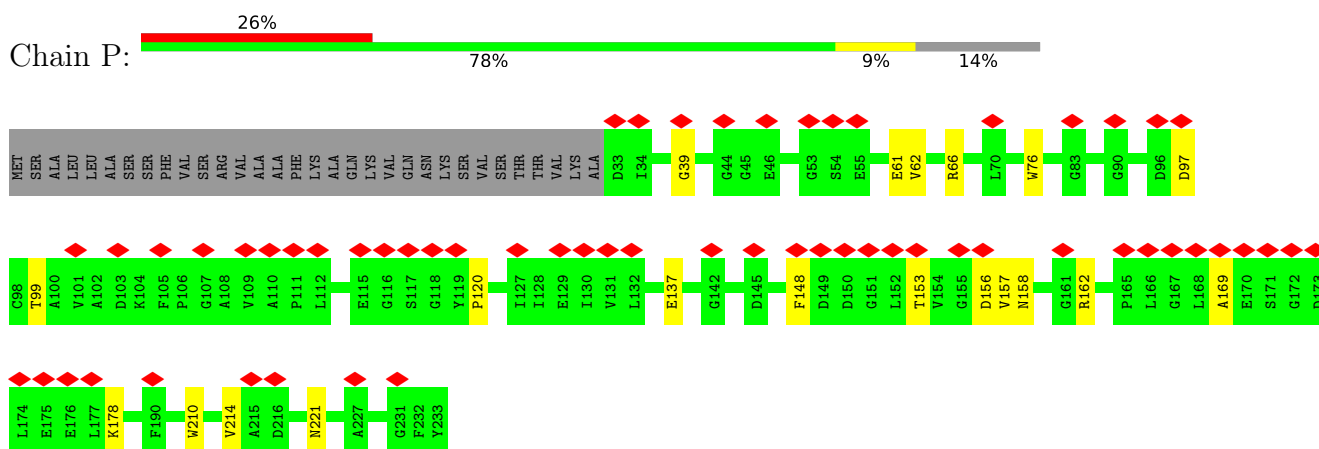 26%
Chain P:
78% 9% 14%
MET SER ALA LEU LEU ALA SER SER PHE VAL SER ARG VAL ALA ALA PHE LYS ALA GLN LYS VAL GLN ASN LYS SER VAL SER THR THR VAL LYS ALA D33 I34 G39 G44 G45 E46 G53 S54 E55 E61 V62 R66 L70 W76 G83 G90 D96 D97
C98 T99 A100 V101 A102 D103 K104 F105 P106 G107 A108 V109 A110 P111 L112 E115 G116 S117 G118 Y119 P120 I127 I128 E129 I130 V131 L132 E137 G142 D145 F148 D149 D150 G151 L152 T153 V154 G155 D156 V157 N158 G161 R162 P165 L166 G167 L168 A169 E170 S171 G172 D173
L174 E175 E176 L177 K178 F190 W210 V214 A215 D216 N221 A227 G231 F232 Y233